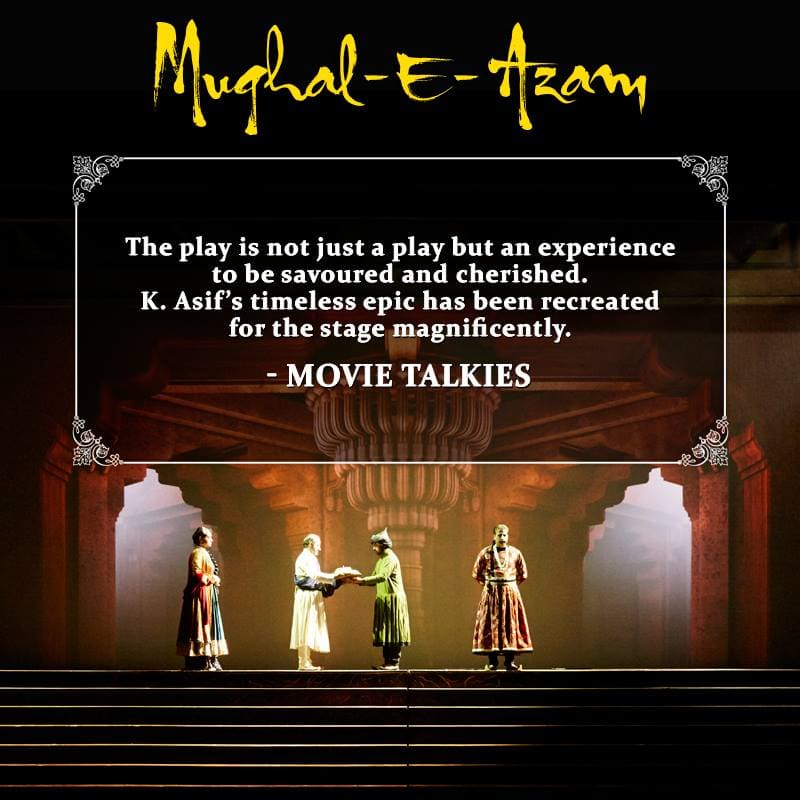 Mughal-E-Azam
The play is not just a play but an experience
to be savoured and cherished.
K. Asif's timeless epic has been recreated
for the stage magnificently.
- MOVIE TALKIES